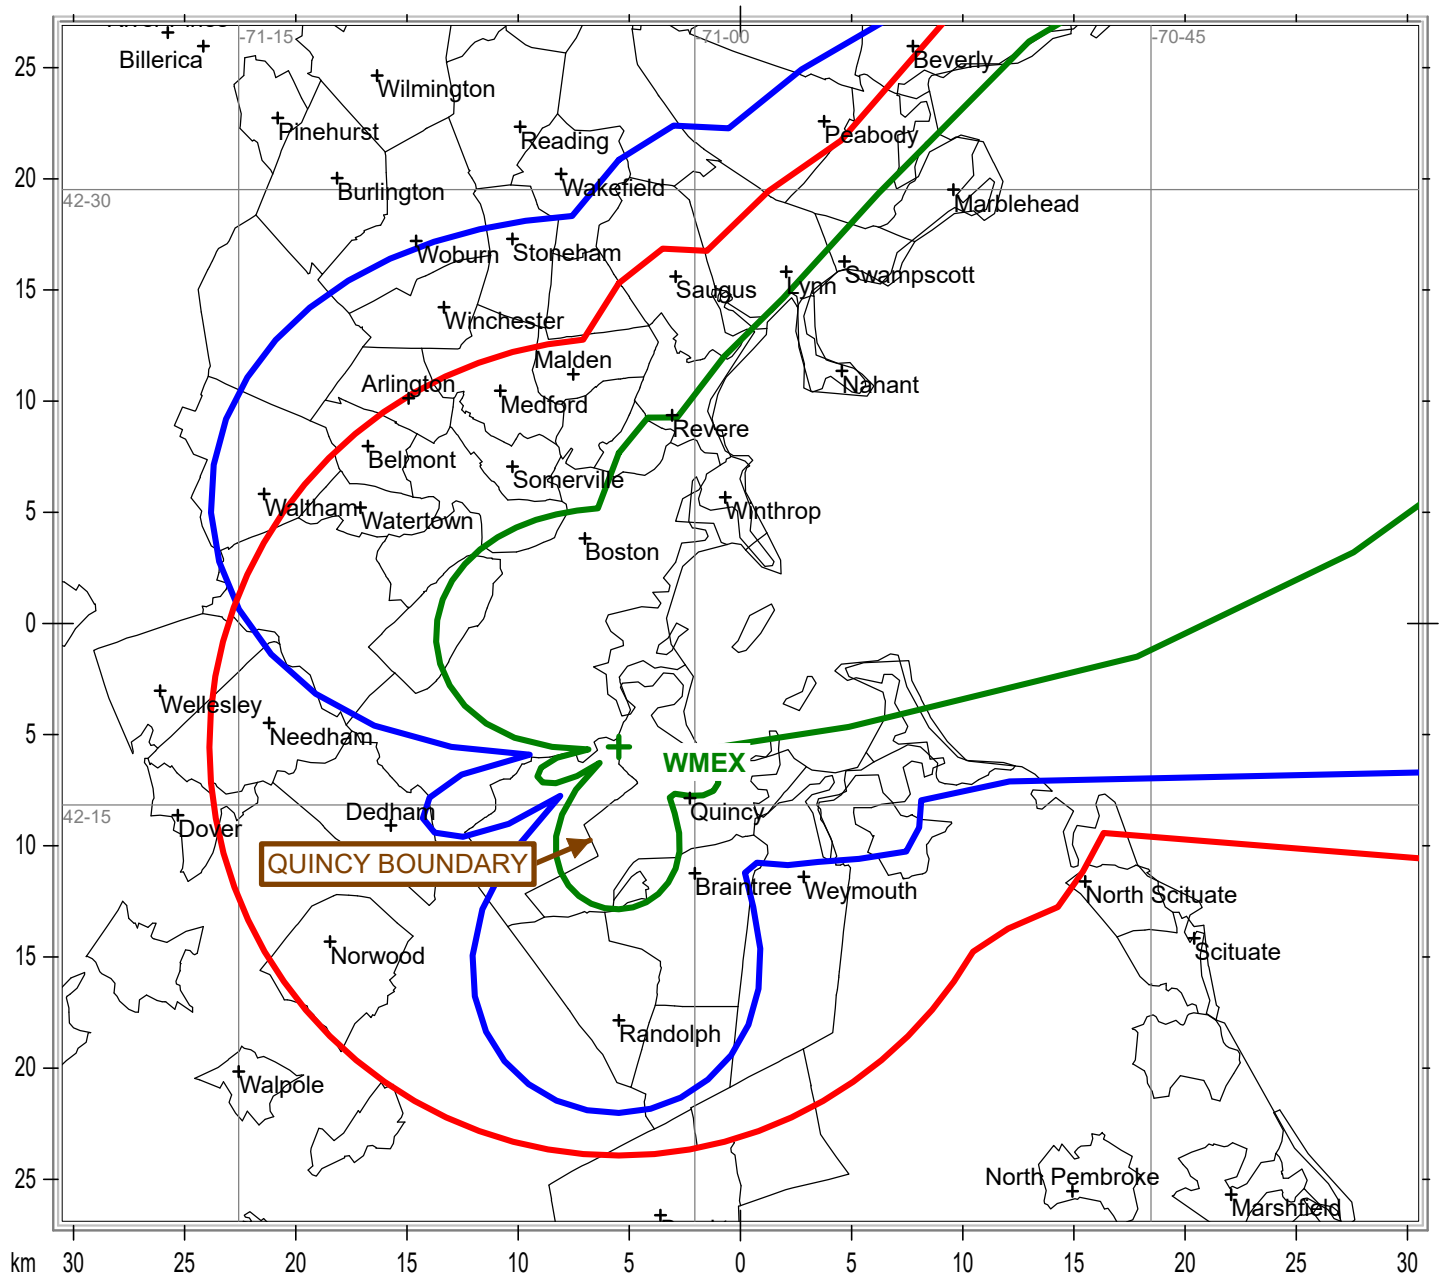 -71-15
-71-00
-70-45
Billerica
Beverly
25
Wilmington
Pinehurst
Reading
Peabody
20
Burlington
Wakefield
42-30
Marblehead
Woburn
Stoneham
15
Saugus
Lynn
Swampscott
Winchester
Malden
Arlington
Nahant
10
Medford
Revere
Belmont
Somerville
5
Waltham
Watertown
Winthrop
Boston
0
Wellesley
5
Needham
WMEX
42-15
Dedham
Quincy
Dover
10
QUINCY BOUNDARY
Braintree
Weymouth
North Scituate
15
Norwood
Scituate
Randolph
20
Walpole
25
North Pembroke
Marshfield
km 30 25 20 15 10 5 0 5 10 15 20 25 30